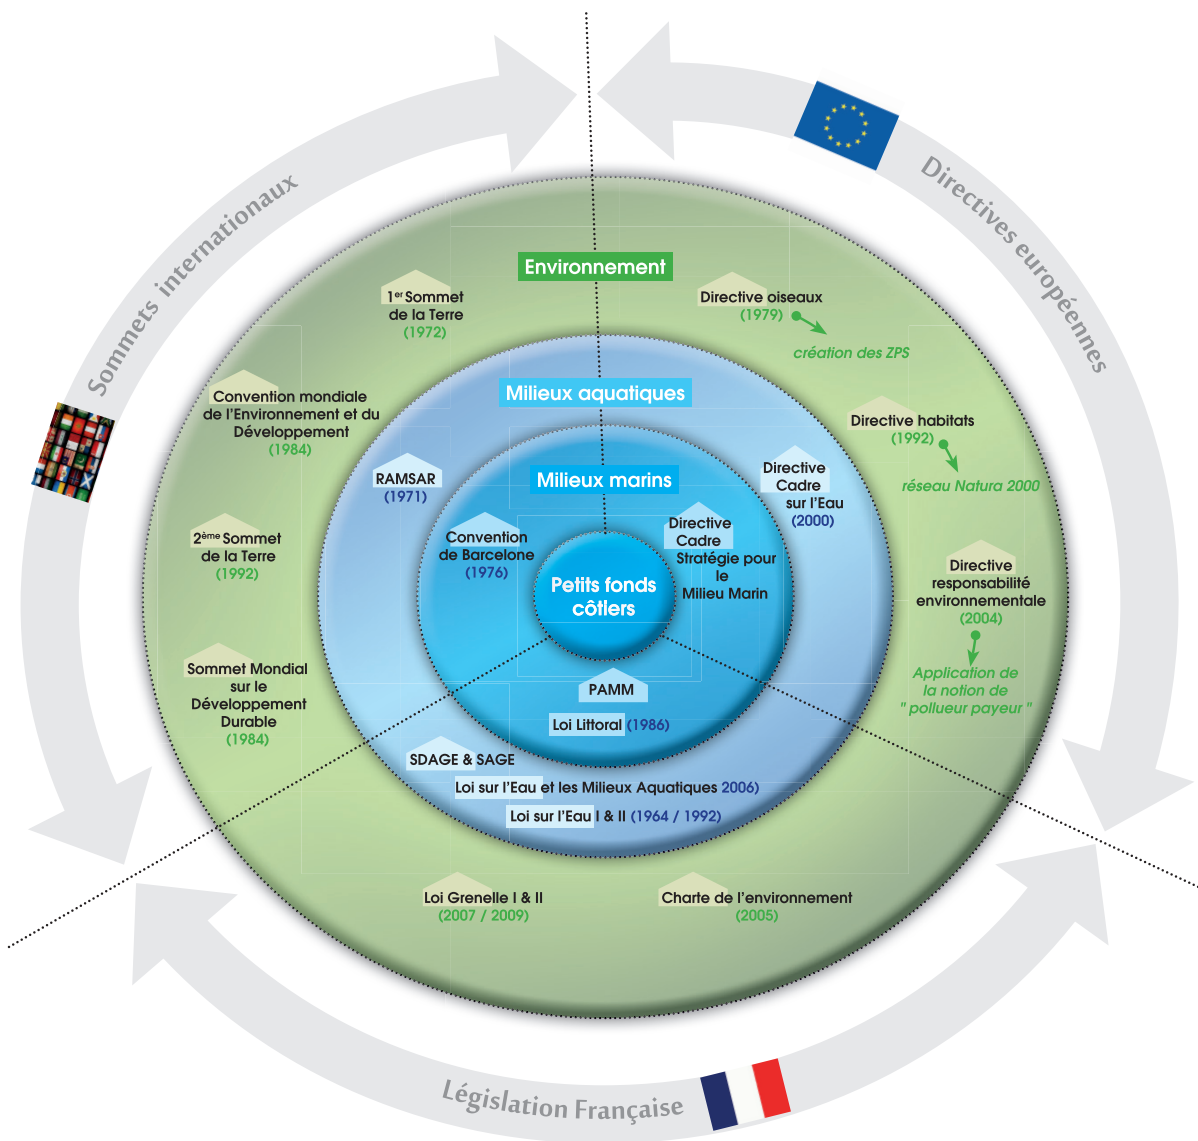 Sommets internationaux
Directives européennes
Environnement
1er Sommet
de la Terre
(1972)
Directive oiseaux
(1979)
création des ZPS
Convention mondiale
de l'Environnement et du
Développement
(1984)
Milieux aquatiques
Directive habitats
(1992)
réseau Natura 2000
RAMSAR
(1971)
Milieux marins
Directive
Cadre
sur l'Eau
(2000)
2ème Sommet
de la Terre
(1992)
Convention
de Barcelone
(1976)
Directive
Cadre
Stratégie pour
le
Milieu Marin
Petits fonds
côtlers
Directive
responsabilité
environnementale
(2004)
Application de
la notion de
" pollueur payeur "
Sommet Mondial
sur le
Développement
Durable
(1984)
PAMM
Loi Littoral (1986)
SDAGE & SAGE
Loi sur l'Eau et les Milieux Aquatiques 2006)
Loi sur l'Eau I & II (1964 / 1992)
Loi Grenelle I & II
(2007 / 2009)
Charte de l'environnement
(2005)
Législation Française